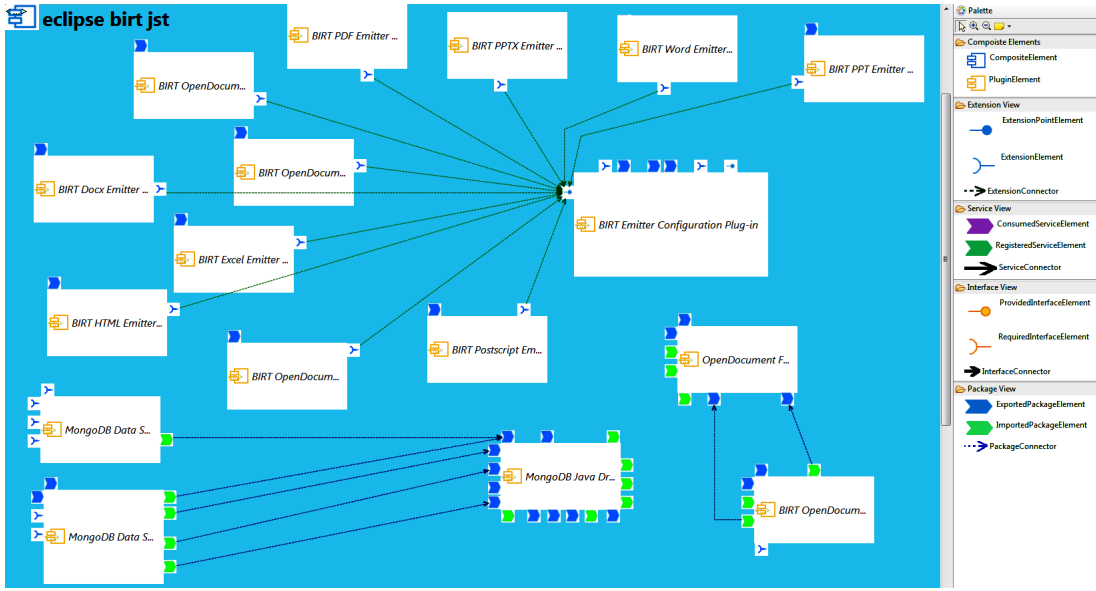 eclipse birt jst
BIRT PDF Emitter ...
BIRT PPTX Emitter ...
BIRT Word Emitter...
BIRT PPT Emitter ...
BIRT OpenDocum...
BIRT OpenDocum...
BIRT Docx Emitter ...
BIRT Emitter Configuration Plug-in
BIRT Excel Emitter ...
BIRT HTML Emitter...
BIRT Postscript Em...
BIRT OpenDocum...
OpenDocument F...
MongoDB Data S...
MongoDB Java Dr...
MongoDB Data S...
BIRT OpenDocum...
Palette
Compoiste Elements
CompositeElement
PluginElement
Extension View
ExtensionPointElement
ExtensionElement
ExtensionConnector
Service View
ConsumedServiceElement
RegisteredServiceElement
ServiceConnector
Interface View
ProvidedInterfaceElement
RequiredInterfaceElement
InterfaceConnector
Package View
ExportedPackageElement
ImportedPackageElement
PackageConnector